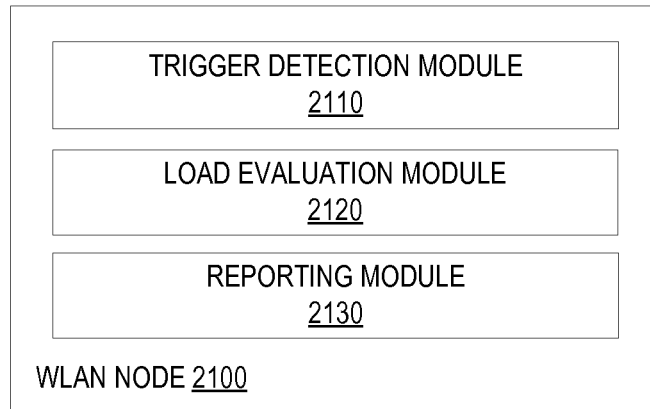 TRIGGER DETECTION MODULE
2110
LOAD EVALUATION MODULE
2120
REPORTING MODULE
2130
WLAN NODE 2100